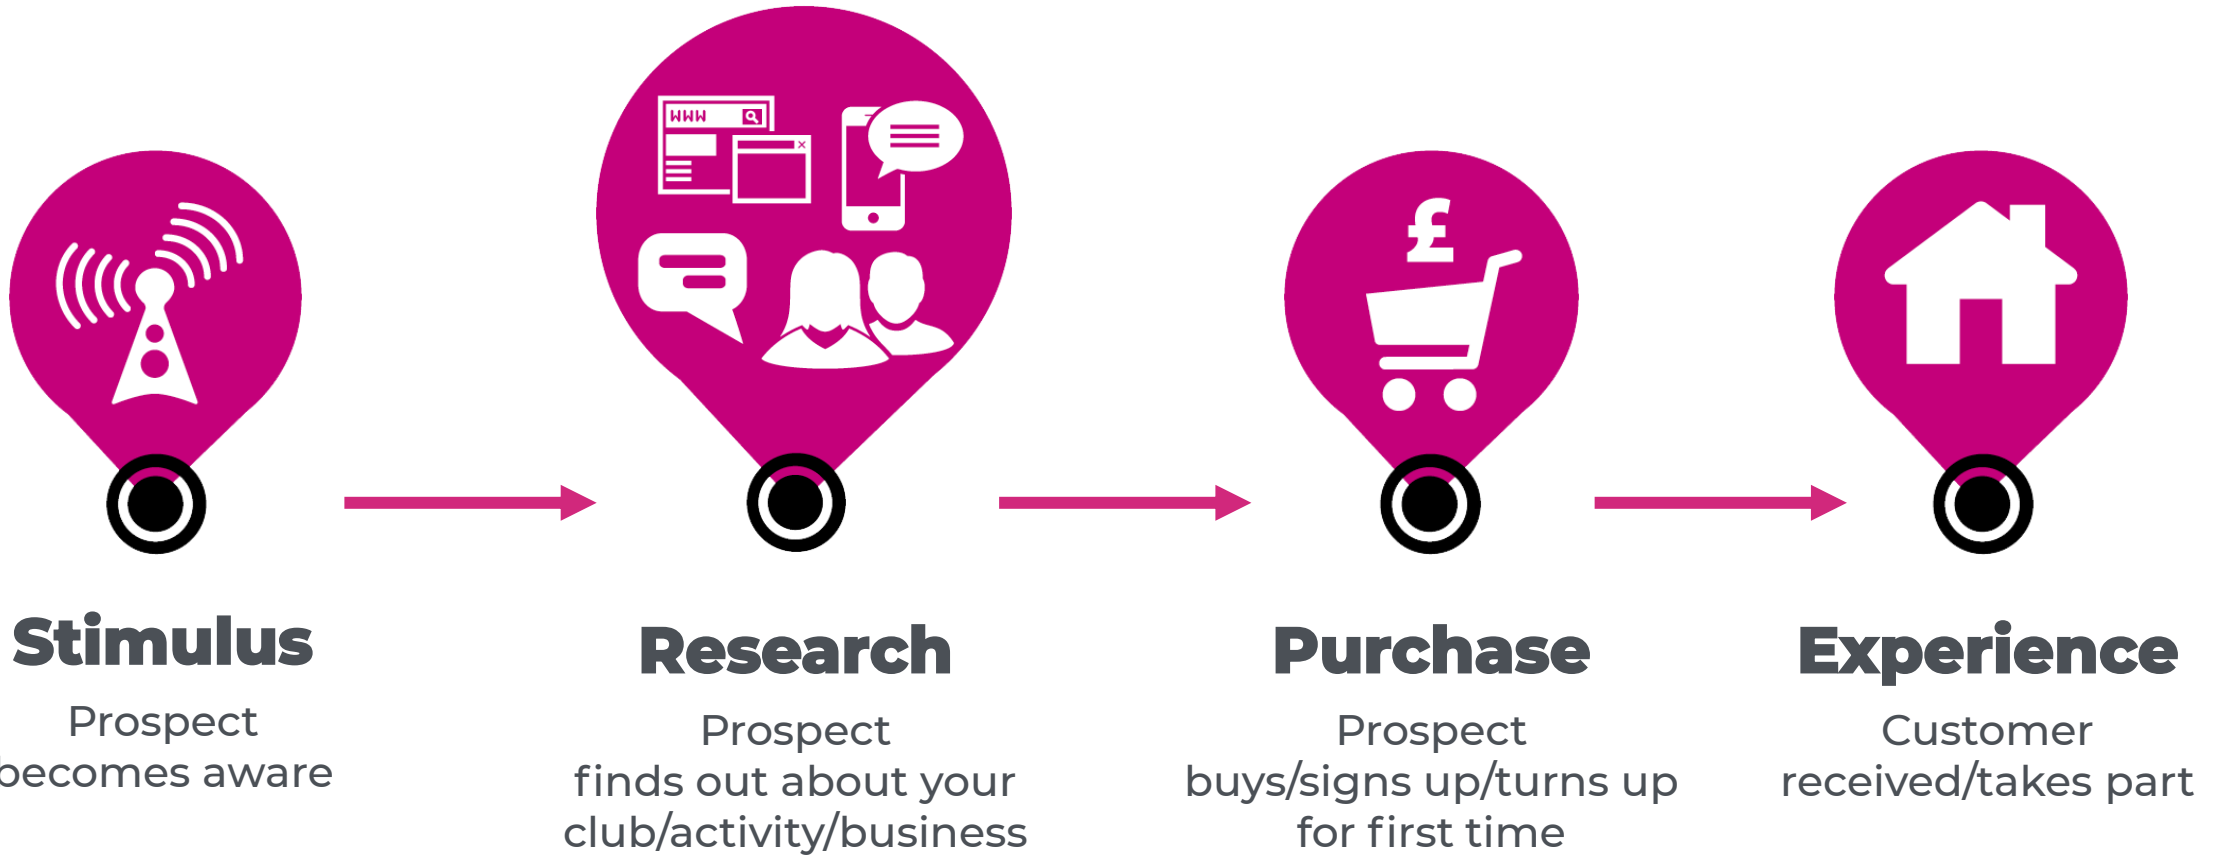 WWW
£
Stimulus
Prospect
becomes aware
Research
Prospect
finds out about your
club/activity/business
Purchase
Prospect
buys/signs up/turns up
for first time
Experience
Customer
received/takes part